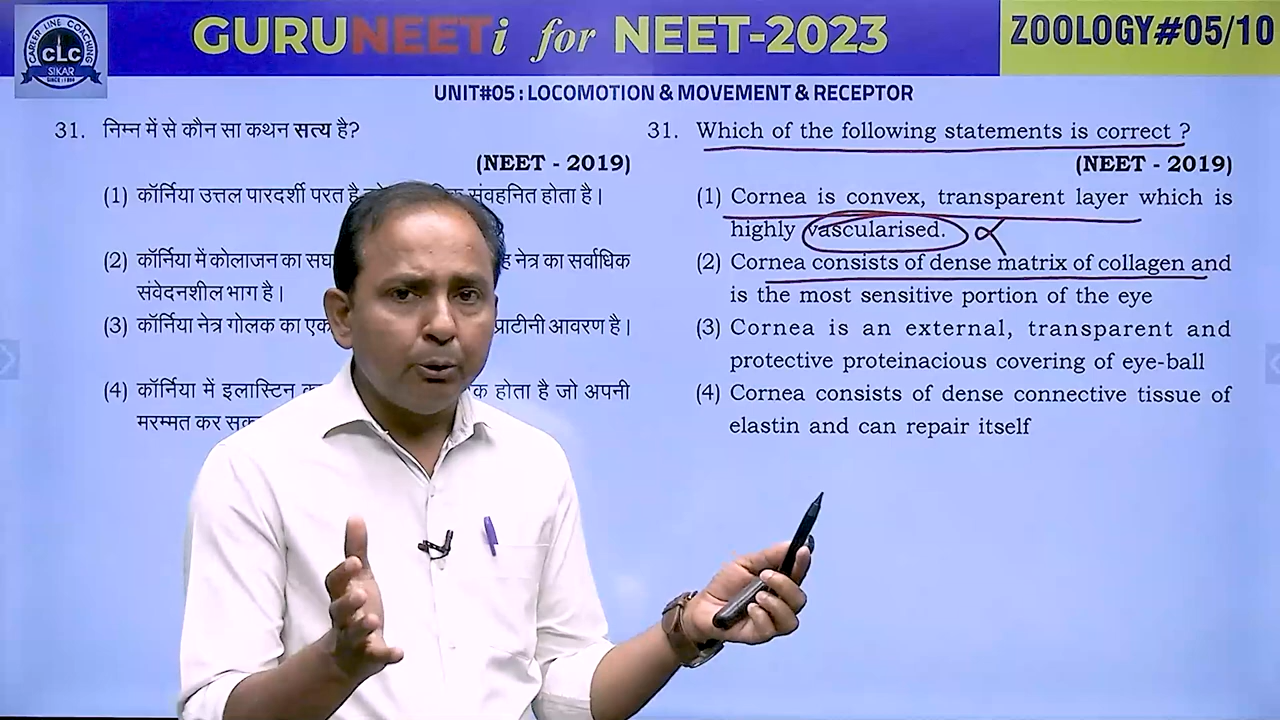 CAREER LINE COACHING
CLC
SIKAR
SINCE : 1996
GURUNEETi for NEET-2023
ZOOLOGY#05/10
UNIT#05 : LOCOMOTION & MOVEMENT & RECEPTOR
31. निम्न में से कौन सा कथन सत्य है?
(NEET - 2019)
(1) कॉर्निया उत्तल पारदर्शी परत है संवहनित होता है।
(2) कॉर्निया में कोलाजन का नेत्र का सर्वाधिक
संवेदनशील भाग है।
(3) कॉर्निया नेत्र गोलक का एक प्राटीनी आवरण है।
(4) कॉर्निया में इलास्टिन होता है जो अपनी
मरम्मत कर
31. Which of the following statements is correct ?
(NEET - 2019)
(1) Cornea is convex, transparent layer which is
highly vascularised.
(2) Cornea consists of dense matrix of collagen and
is the most sensitive portion of the eye
(3) Cornea is an external, transparent and
protective proteinacious covering of eye-ball
(4) Cornea consists of dense connective tissue of
elastin and can repair itself